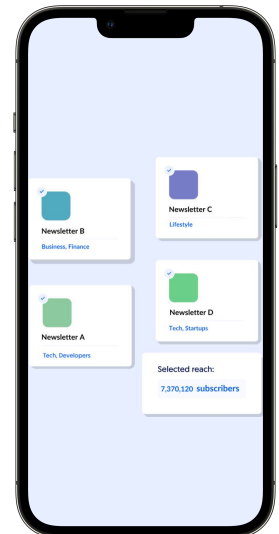 Newsletter C
Lifestyle
Newsletter B
Business, Finance
Newsletter D
Tech, Startups
Newsletter A
Tech, Developers
Selected reach:
7,370,120 subscribers